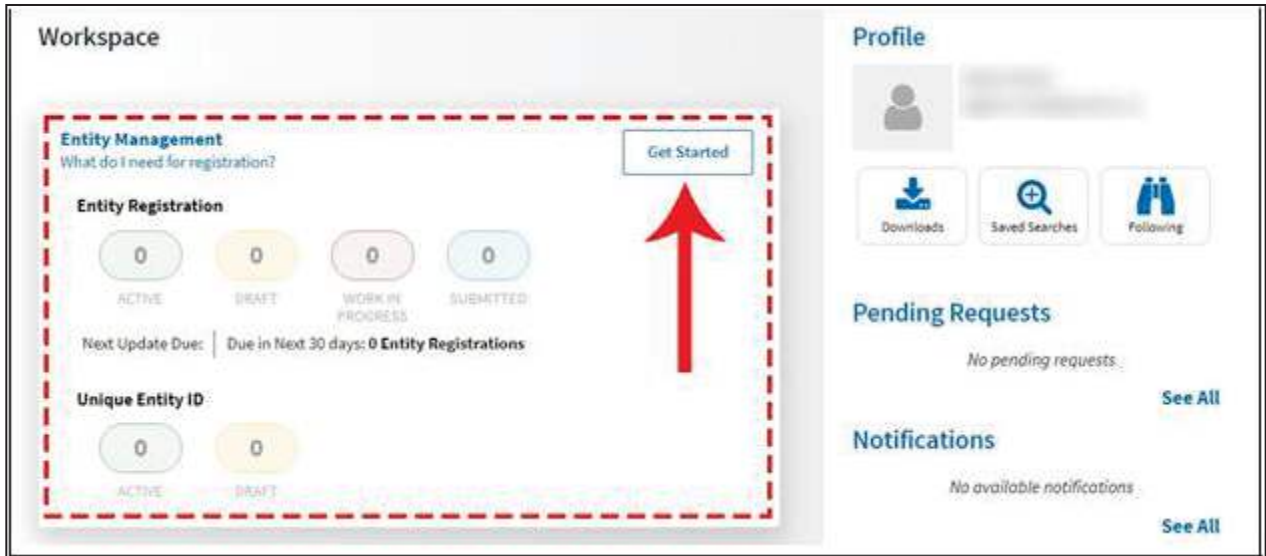 Workspace
Entity Management
What do I need for registration?
Get Started
Entity Registration
0 0 0 0
ACTIVE DRAFT WORK IN PROGRESS SUBMITTED
Next Update Due: Due in Next 30 days: 0 Entity Registrations
Unique Entity ID
0 0
ACTIVE DRAFT
Profile
Downloads Saved Searches Following
Pending Requests
No pending requests
See All
Notifications
No available notifications
See All